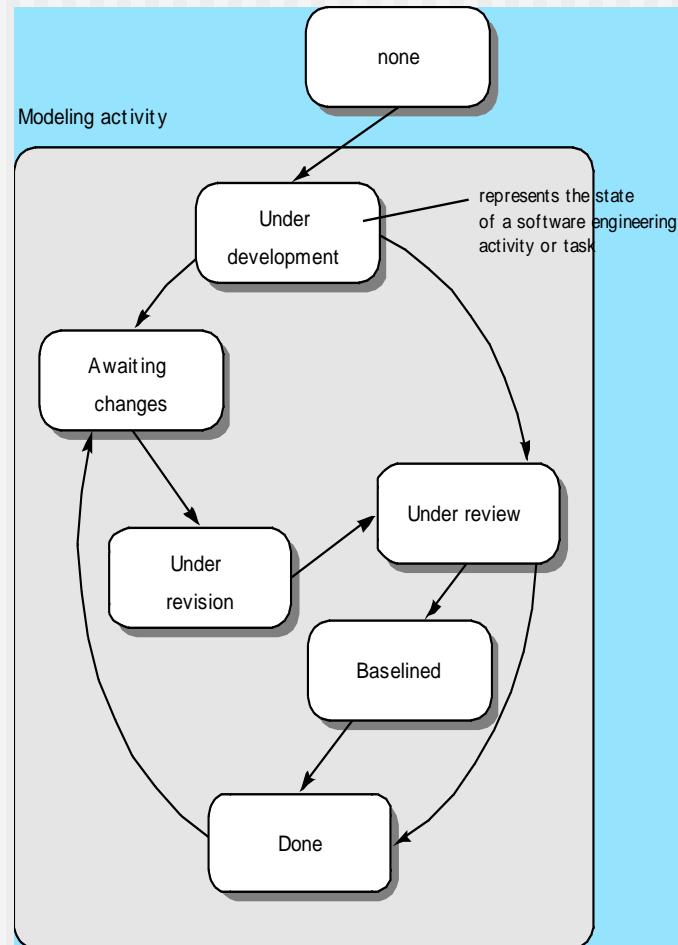 none
Modeling activity
represents the state
of a software engineering
activity or task
Under
development
Awaiting
changes
Under review
Under
revision
Baselined
Done